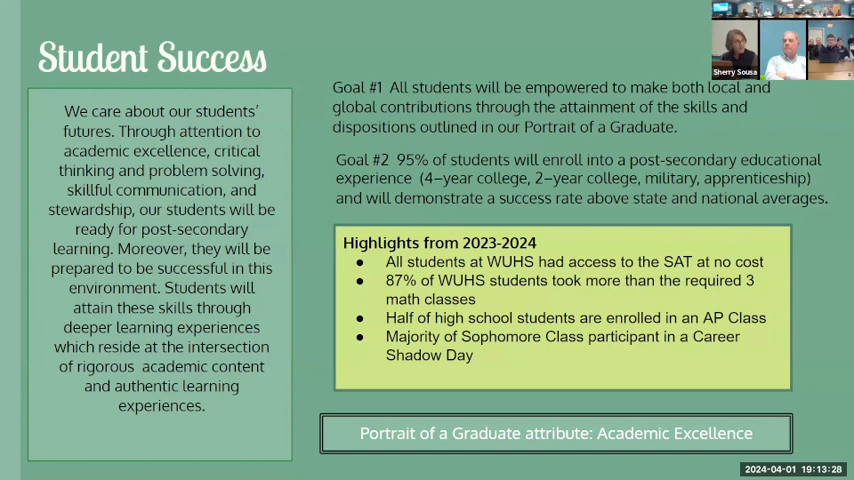 Student Success
We care about our students'
futures. Through attention to
academic excellence, critical
thinking and problem solving,
skillful communication, and
stewardship, our students will be
ready for post-secondary
learning. Moreover, they will be
prepared to be successful in this
environment. Students will
attain these skills through
deeper learning experiences
which reside at the intersection
of rigorous academic content
and authentic learning
experiences.
Goal #1 All students will be empowered to make both local and
global contributions through the attainment of the skills and
dispositions outlined in our Portrait of a Graduate.
Goal #2 95% of students will enroll into a post-secondary educational
experience (4–year college, 2–year college, military, apprenticeship)
and will demonstrate a success rate above state and national averages.
Highlights from 2023-2024
● All students at WUHS had access to the SAT at no cost
● 87% of WUHS students took more than the required 3
math classes
● Half of high school students are enrolled in an AP Class
● Majority of Sophomore Class participant in a Career
Shadow Day
Portrait of a Graduate attribute: Academic Excellence
Sherry Sousa
2024-04-01 19:13:28